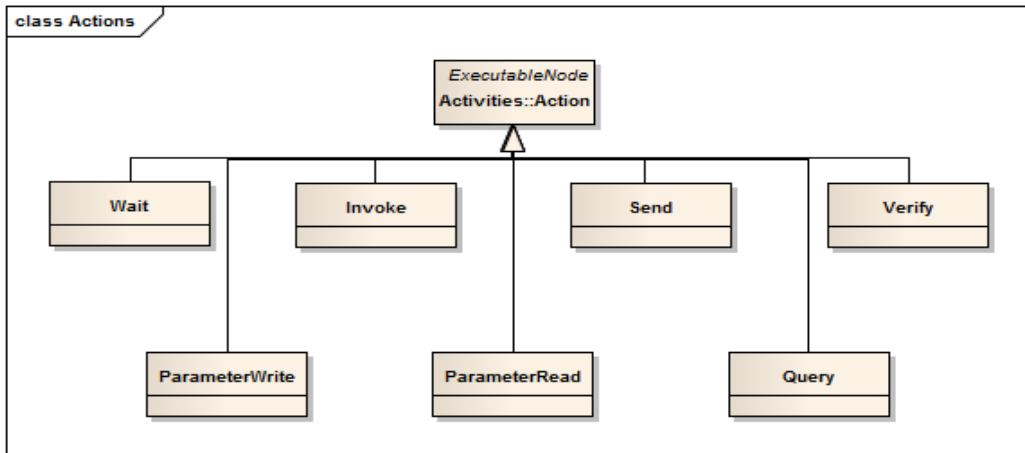 class Actions
ExecutableNode
Activities::Action
Wait
Invoke
Send
Verify
ParameterWrite
ParameterRead
Query